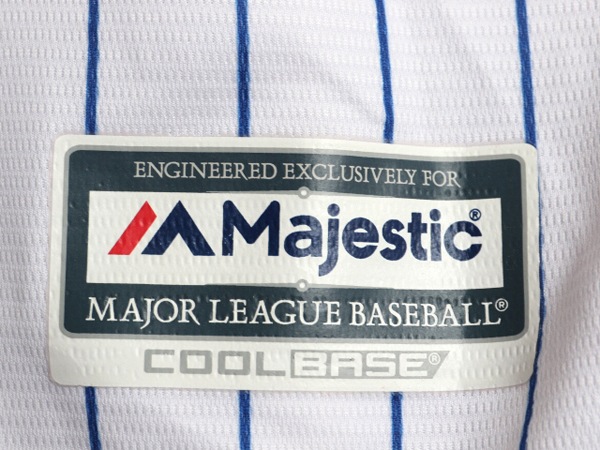 ENGINEERED EXCLUSIVELY FOR
Majestic®
MAJOR LEAGUE BASEBALL®
COOLBASE®